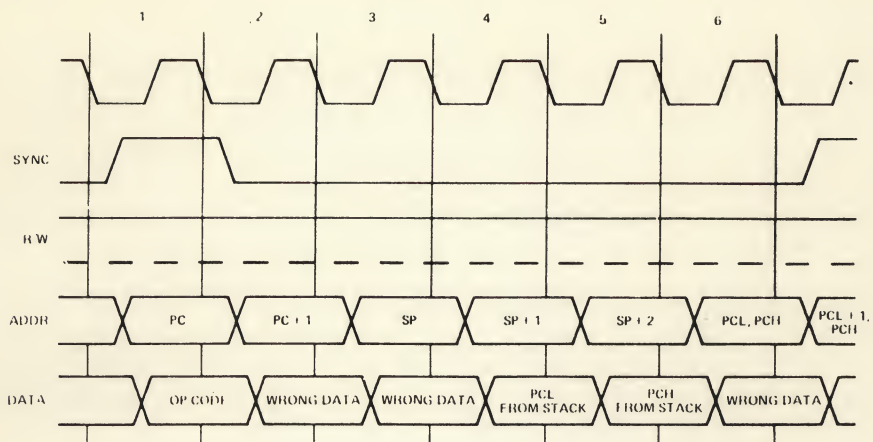 1 2 3 4 5 6
SYNC
R/W
ADDR PC PC + 1 SP SP + 1 SP + 2 PCL, PCH PCL + 1,
PCH
DATA OP CODE WRONG DATA WRONG DATA PCL
FROM STACK PCH
FROM STACK WRONG DATA